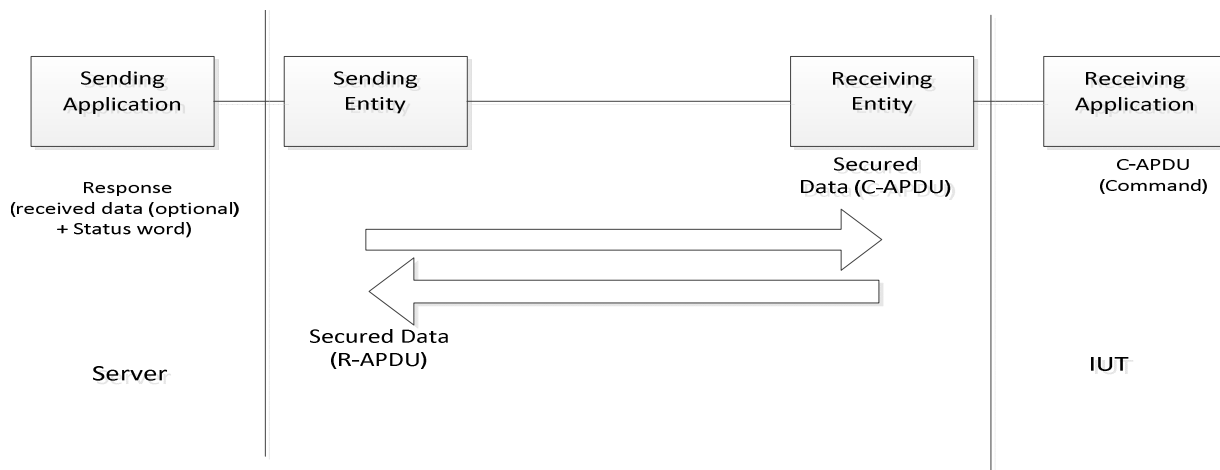 Sending
Application
Sending
Entity
Receiving
Entity
Receiving
Application
Response
(received data (optional)
+ Status word)
Secured
Data (C-APDU)
C-APDU
(Command)
Secured Data
(R-APDU)
Server
IUT